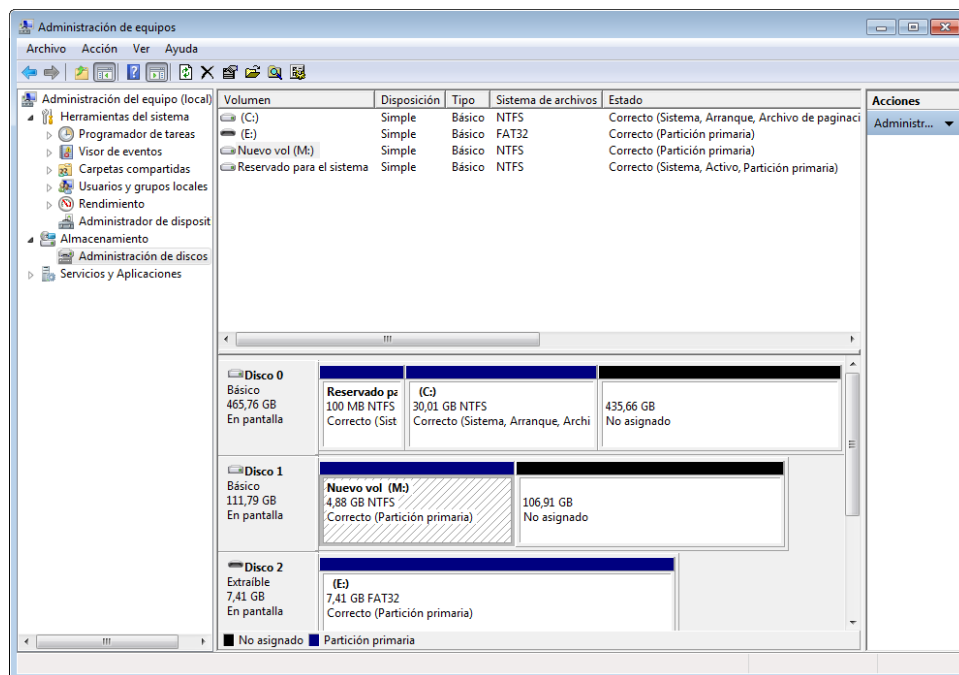 Administración de equipos
Archivo Acción Ver Ayuda
Administración del equipo (local)
Herramientas del sistema
Programador de tareas
Visor de eventos
Carpetas compartidas
Usuarios y grupos locales
Rendimiento
Administrador de disposit
Almacenamiento
Administración de discos
Servicios y Aplicaciones
Volumen Disposición Tipo Sistema de archivos Estado
(C:) Simple Básico NTFS Correcto (Sistema, Arranque, Archivo de paginaci
(E:) Simple Básico FAT32 Correcto (Partición primaria)
Nuevo vol (M:) Simple Básico NTFS Correcto (Partición primaria)
Reservado para el sistema Simple Básico NTFS Correcto (Sistema, Activo, Partición primaria)
Acciones
Administr...
Disco 0
Básico
465,76 GB
En pantalla
Reservado pa
100 MB NTFS
Correcto (Sist
(C:)
30,01 GB NTFS
Correcto (Sistema, Arranque, Archi
435,66 GB
No asignado
Disco 1
Básico
111,79 GB
En pantalla
Nuevo vol (M:)
4,88 GB NTFS
Correcto (Partición primaria)
106,91 GB
No asignado
Disco 2
Extraíble
7,41 GB
En pantalla
(E:)
7,41 GB FAT32
Correcto (Partición primaria)
No asignado Partición primaria